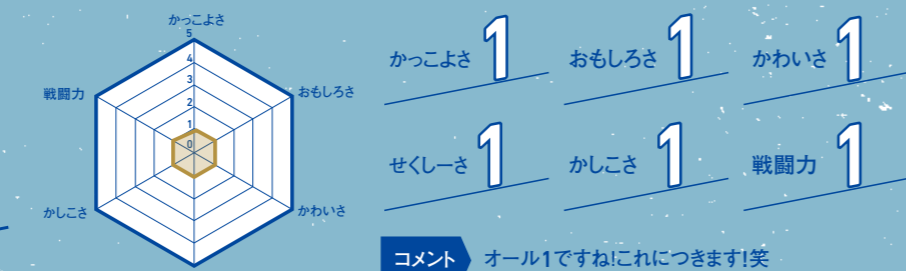 かっこよさ
5
4
3
2
1
0
戦闘力
おもしろさ
かしこさ
かわいさ
かっこよさ 1
おもしろさ 1
かわいさ 1
せくしーさ 1
かしこさ 1
戦闘力 1
コメント オール1ですね!これにつきます!笑